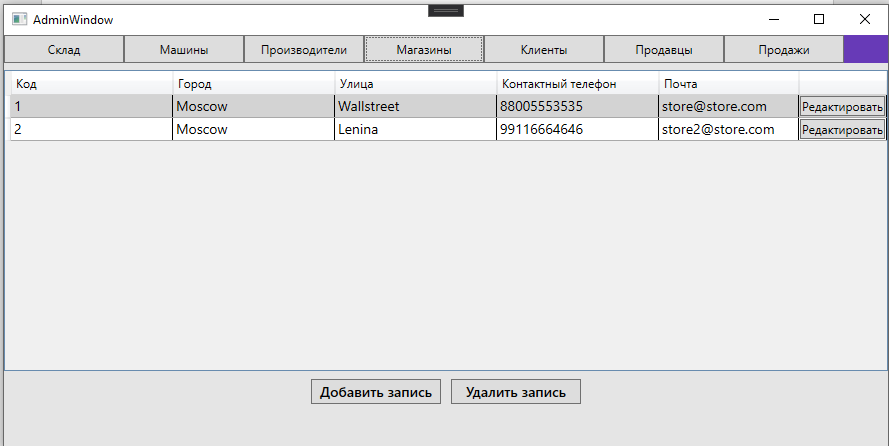 AdminWindow
Склад Машины Производители Магазины Клиенты Продавцы Продажи
Код Город Улица Контактный телефон Почта
1 Moscow Wallstreet 88005553535 store@store.com Редактировать
2 Moscow Lenina 99116664646 store2@store.com Редактировать
Добавить запись Удалить запись